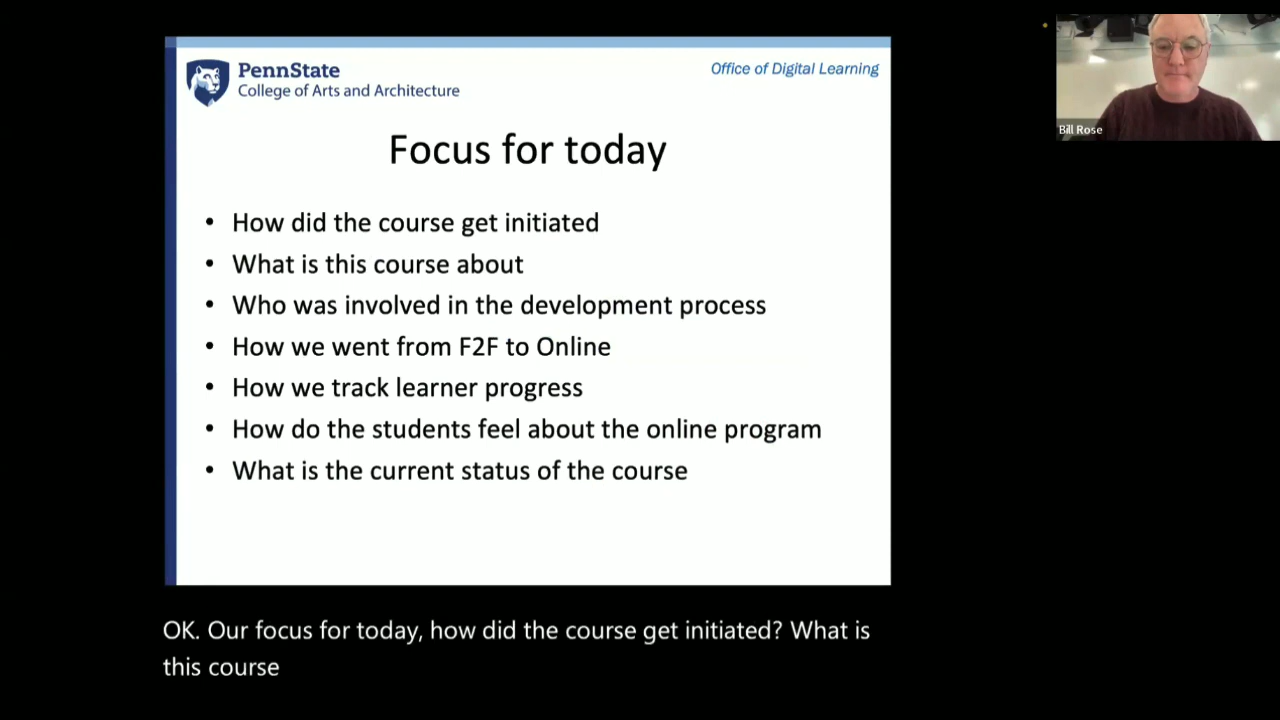 PennState
College of Arts and Architecture
Office of Digital Learning
Bill Rose
Focus for today
• How did the course get initiated
• What is this course about
• Who was involved in the development process
• How we went from F2F to Online
• How we track learner progress
• How do the students feel about the online program
• What is the current status of the course
OK. Our focus for today, how did the course get initiated? What is
this course